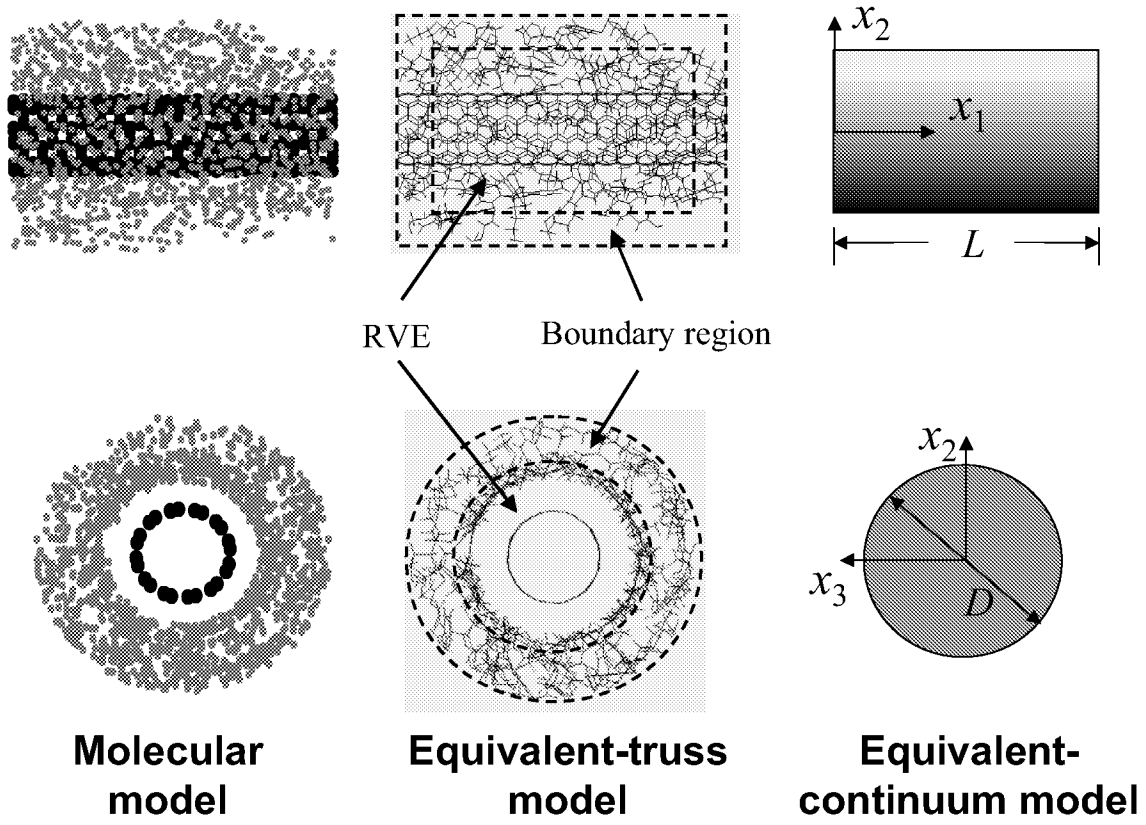 x₂
x₁
L
RVE
Boundary region
x₂
x₃
D
Molecular
model
Equivalent-truss
model
Equivalent-
continuum model